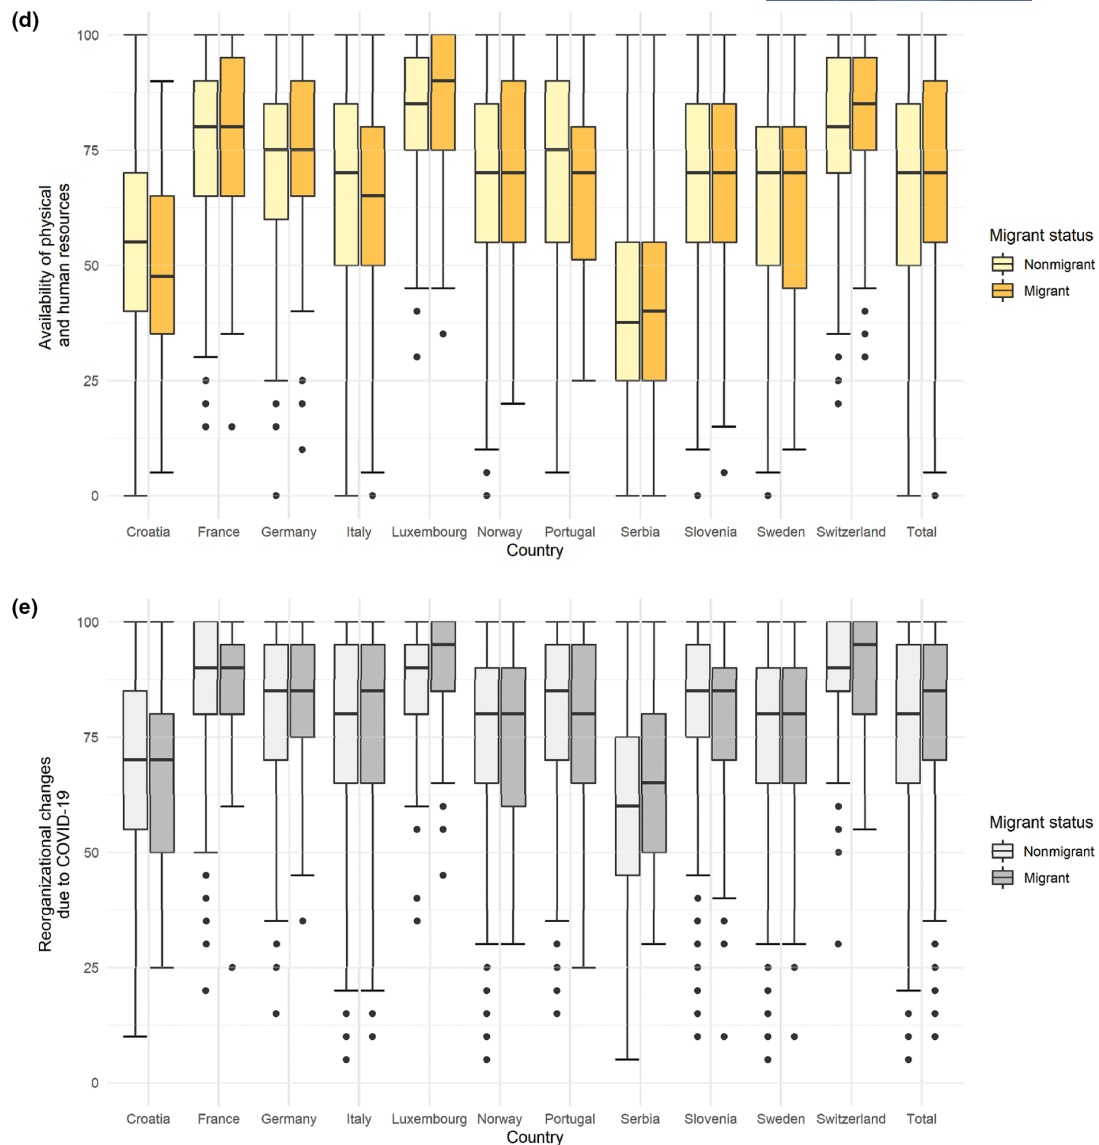 (d)
100
75
50
25
0
Availability of physical
and human resources
Croatia France Germany Italy Luxembourg Norway Portugal Serbia Slovenia Sweden Switzerland Total
Country
Migrant status
Nonmigrant
Migrant
(e)
100
75
50
25
0
Reorganizational changes
due to COVID-19
Croatia France Germany Italy Luxembourg Norway Portugal Serbia Slovenia Sweden Switzerland Total
Country
Migrant status
Nonmigrant
Migrant